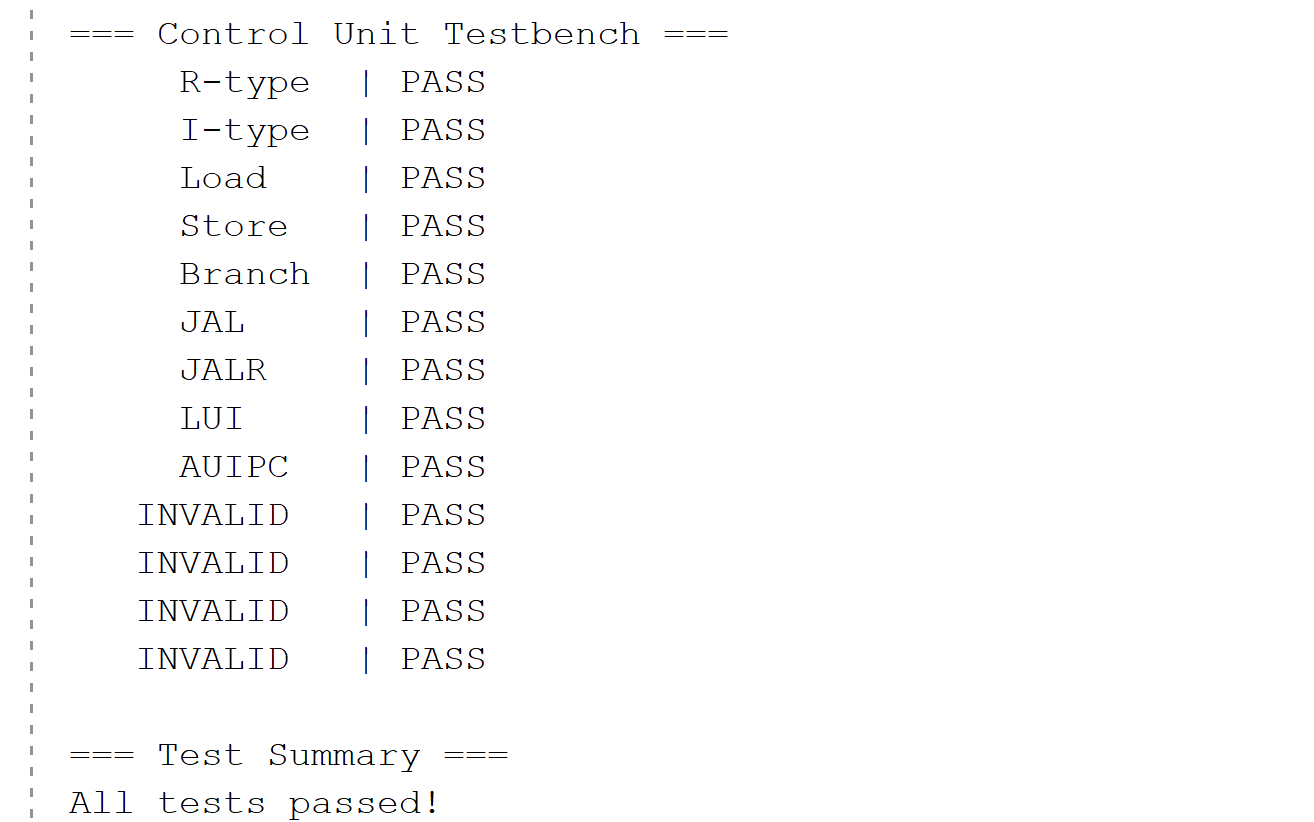 === Control Unit Testbench ===
R-type | PASS
I-type | PASS
Load | PASS
Store | PASS
Branch | PASS
JAL | PASS
JALR | PASS
LUI | PASS
AUIPC | PASS
INVALID | PASS
INVALID | PASS
INVALID | PASS
INVALID | PASS
=== Test Summary ===
All tests passed!